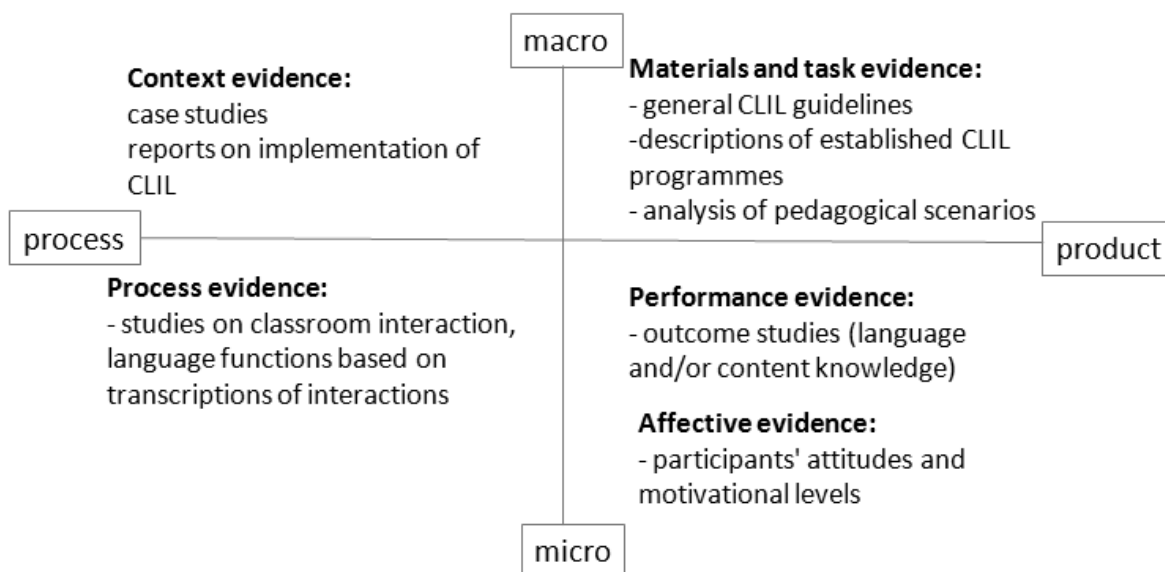 macro
Context evidence:
case studies
reports on implementation of
CLIL
Materials and task evidence:
- general CLIL guidelines
-descriptions of established CLIL
programmes
- analysis of pedagogical scenarios
process
product
Process evidence:
- studies on classroom interaction,
language functions based on
transcriptions of interactions
Performance evidence:
- outcome studies (language
and/or content knowledge)
Affective evidence:
- participants' attitudes and
motivational levels
micro